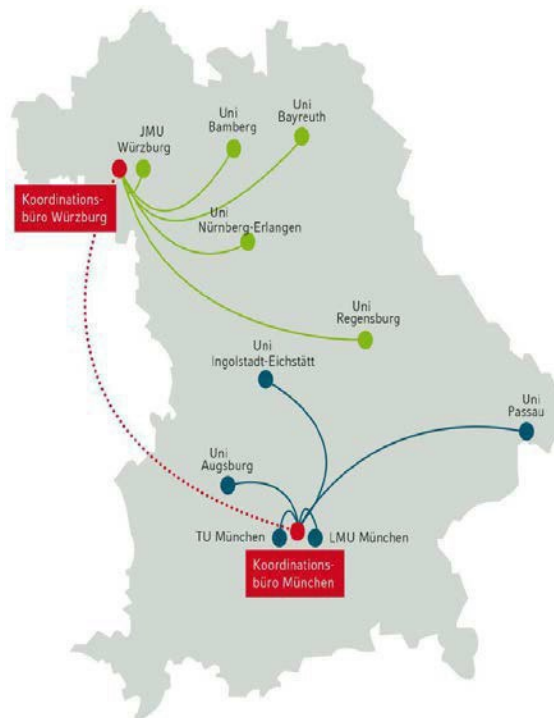 Uni
Bayreuth
Uni
Bamberg
JMU
Würzburg
Koordinations-
büro Würzburg
Uni
Nürnberg-Erlangen
Uni
Regensburg
Uni
Ingolstadt-Eichstätt
Uni
Passau
Uni
Augsburg
TU München
LMU München
Koordinations-
büro München